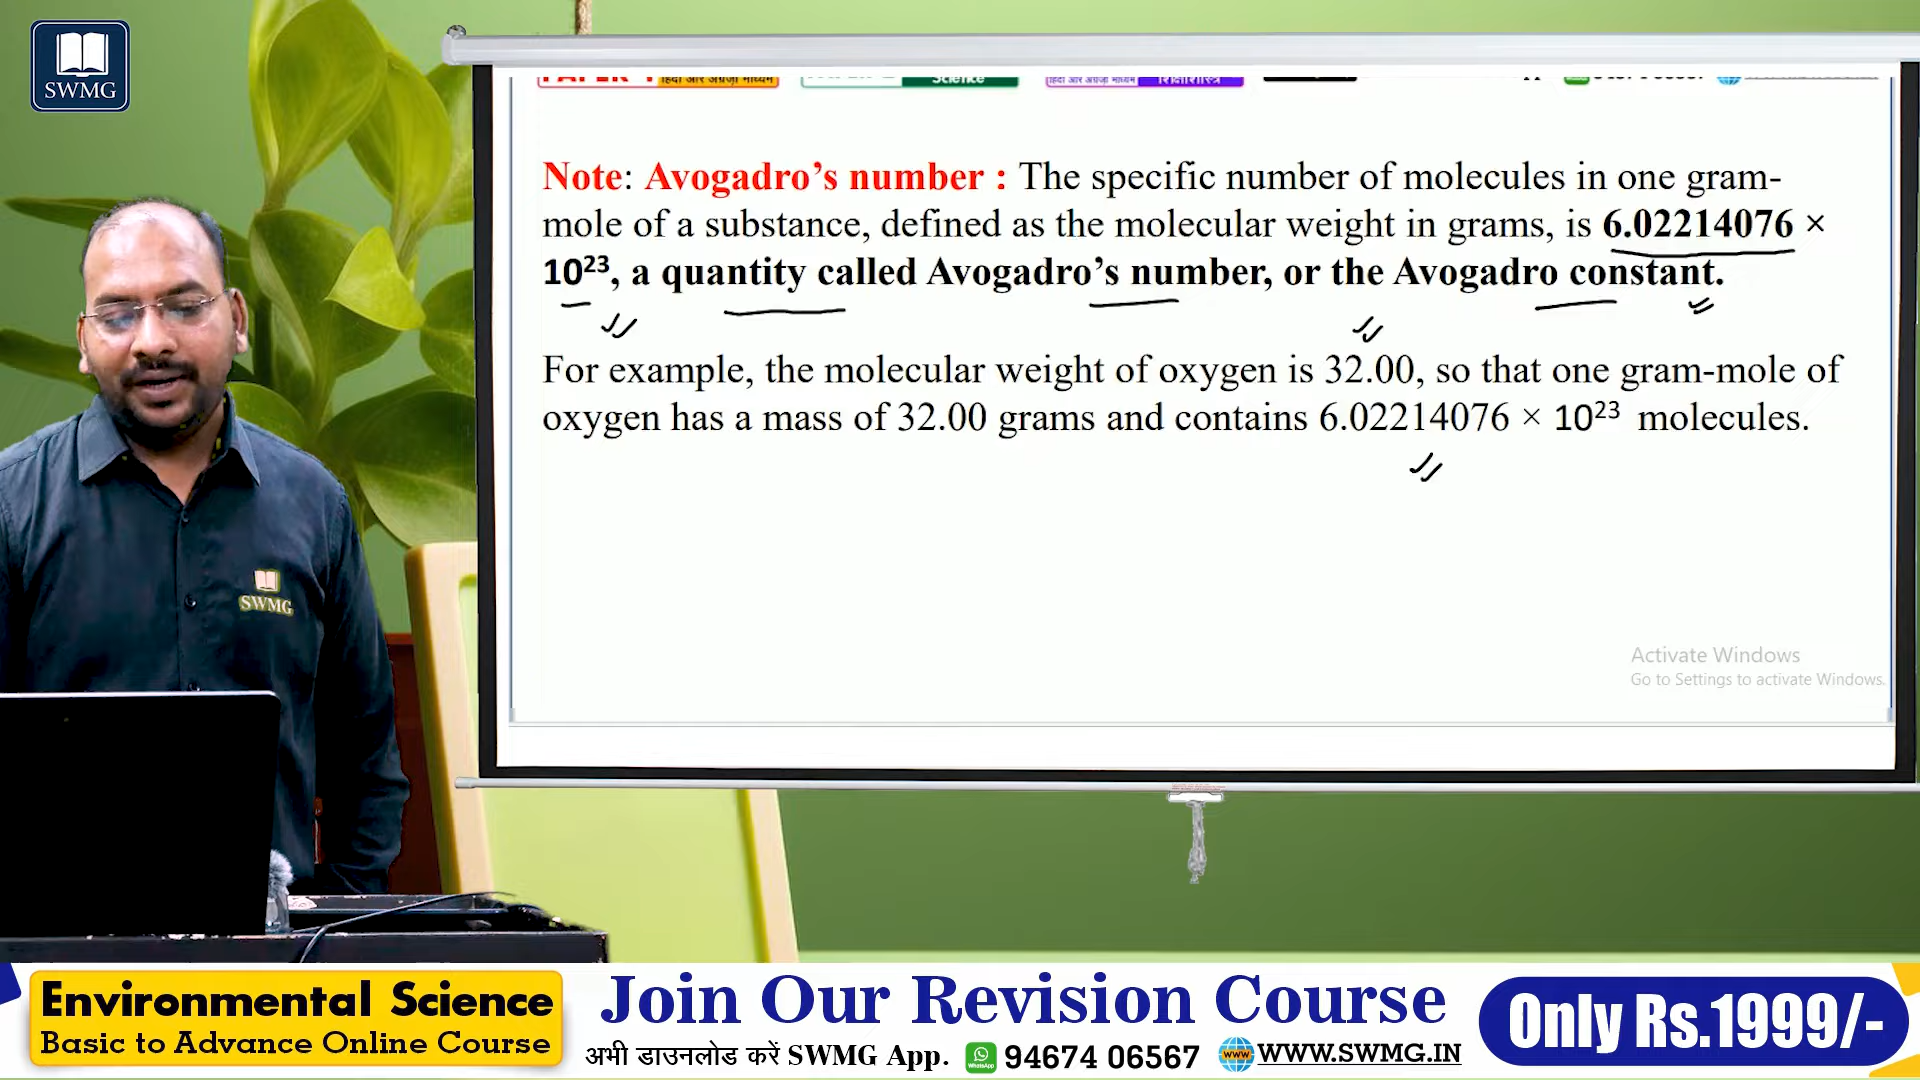 SWMG
हिंदी और अंग्रेजी माध्यम
Science
Note: Avogadro’s number : The specific number of molecules in one gram-
mole of a substance, defined as the molecular weight in grams, is 6.02214076 ×
10²³, a quantity called Avogadro’s number, or the Avogadro constant.
For example, the molecular weight of oxygen is 32.00, so that one gram-mole of
oxygen has a mass of 32.00 grams and contains 6.02214076 × 10²³ molecules.
SWMG
Activate Windows
Go to Settings to activate Windows.
Environmental Science
Basic to Advance Online Course
Join Our Revision Course
अभी डाउनलोड करें SWMG App. WhatsApp 94674 06567 www WWW.SWMG.IN
Only Rs.1999/-